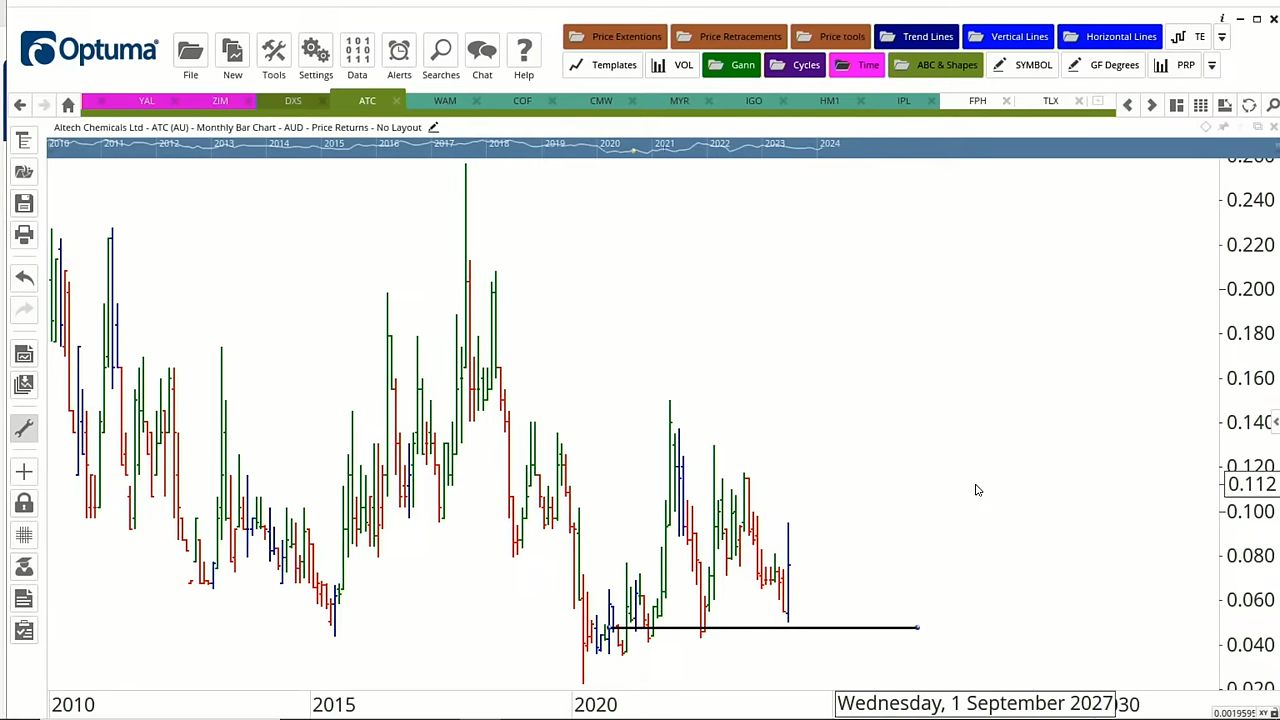 i
Optuma®
File New Tools Settings Data Alerts Searches Chat Help
Price Extentions Price Retracements Price tools Trend Lines Vertical Lines Horizontal Lines TE
Templates VOL Gann Cycles Time ABC & Shapes SYMBOL GF Degrees PRP
YAL ZIM DXS ATC WAM COF CMW MYR IGO HM1 IPL FPH TLX
Altech Chemicals Ltd - ATC (AU) - Monthly Bar Chart - AUD - Price Returns - No Layout
2010 2011 2012 2013 2014 2015 2016 2017 2018 2019 2020 2021 2022 2023 2024
0.260
0.240
0.220
0.200
0.180
0.160
0.140
0.120
0.112
0.100
0.080
0.060
0.040
0.020
2010 2015 2020 Wednesday, 1 September 2027 30
0.0019595 XY